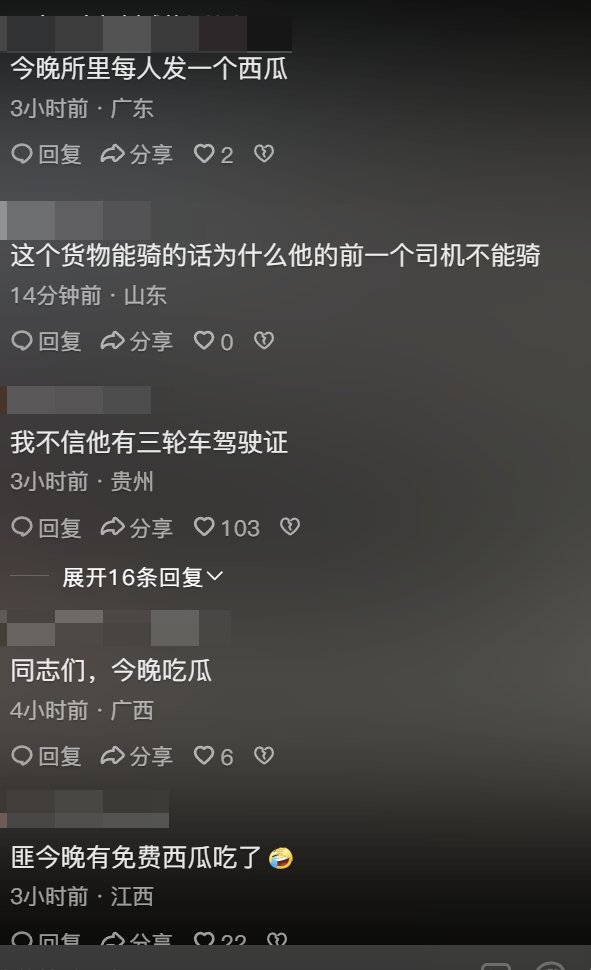 今晚所里每人发一个西瓜
3小时前 · 广东
回复 分享 2
这个货物能骑的话为什么他的前一个司机不能骑
14分钟前 · 山东
回复 分享 0
我不信他有三轮车驾驶证
3小时前 · 贵州
回复 分享 103
展开16条回复
同志们，今晚吃瓜
4小时前 · 广西
回复 分享 6
匪今晚有免费西瓜吃了🤣
3小时前 · 江西
回复 分享 22